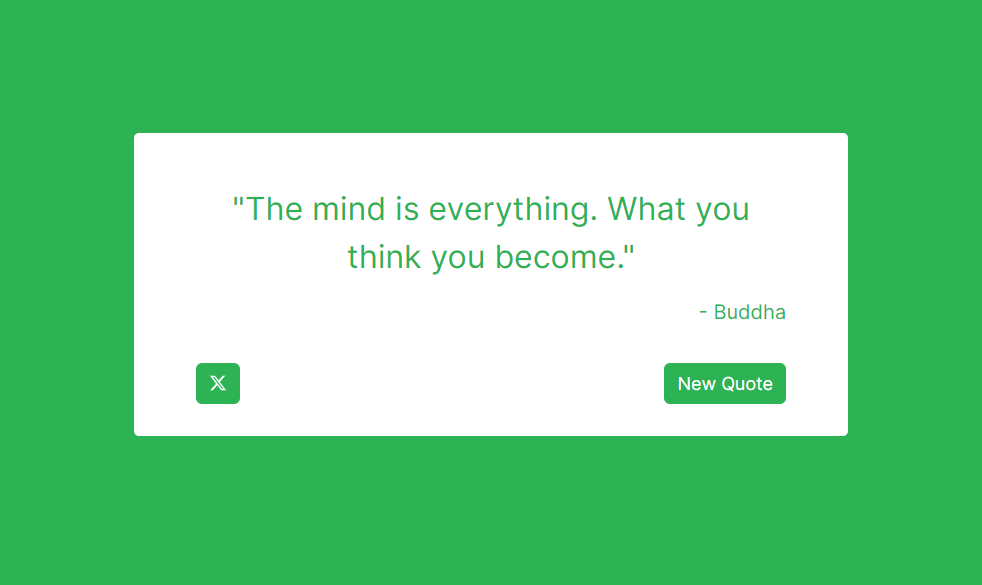 "The mind is everything. What you
think you become."
- Buddha
𝕏 New Quote